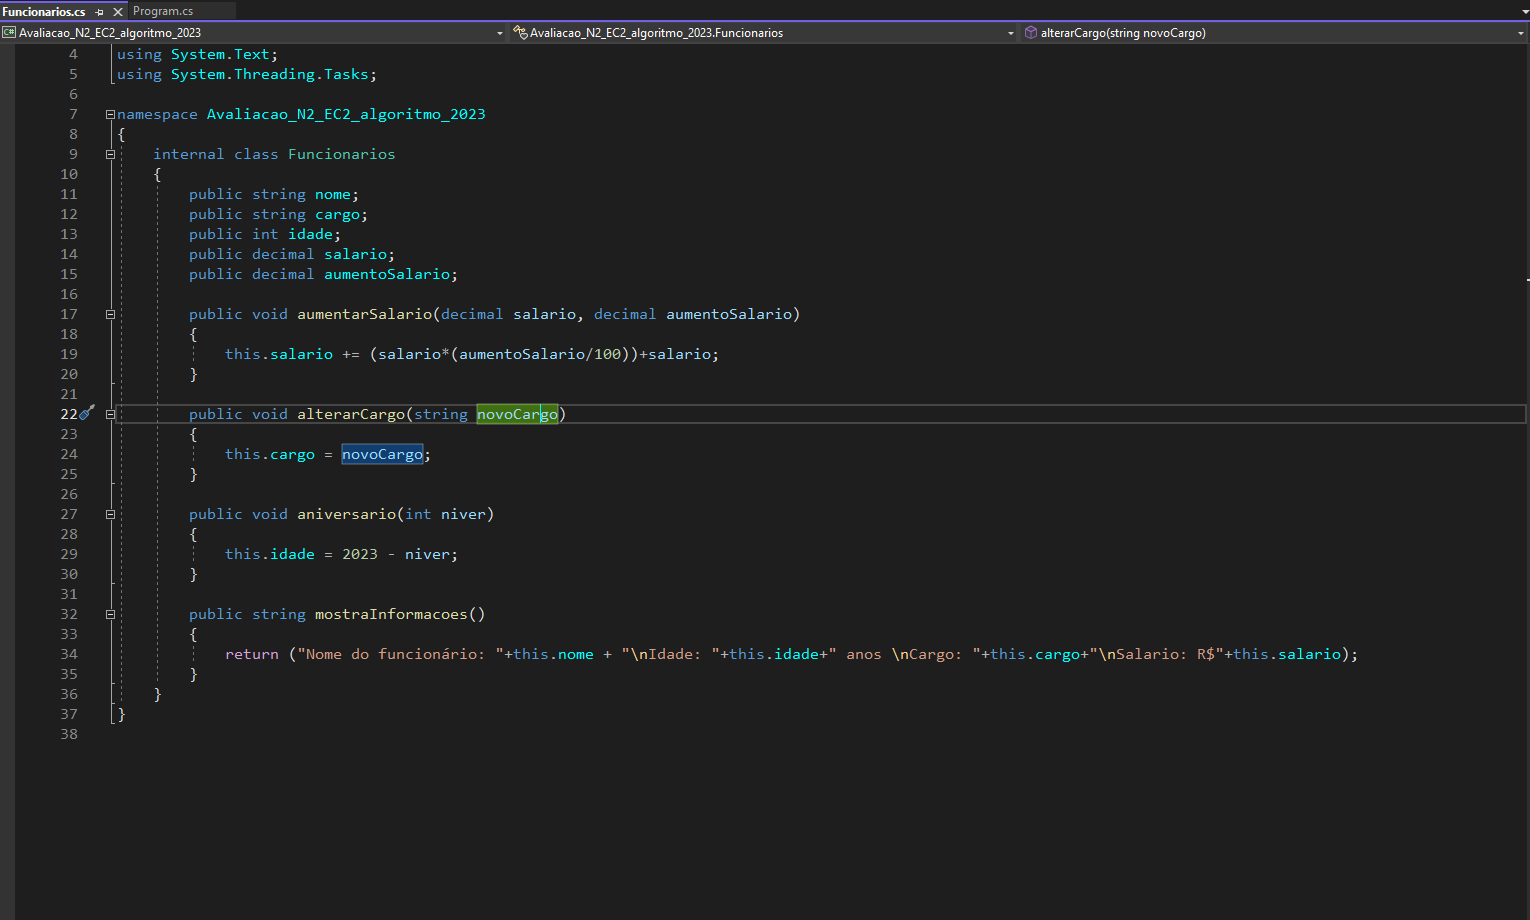 Funcionarios.cs Program.cs
C# Avaliacao_N2_EC2_algoritmo_2023 Avaliacao_N2_EC2_algoritmo_2023.Funcionarios alterarCargo(string novoCargo)
4 using System.Text;
5 using System.Threading.Tasks;
6
7 namespace Avaliacao_N2_EC2_algoritmo_2023
8 {
9 internal class Funcionarios
10 {
11 public string nome;
12 public string cargo;
13 public int idade;
14 public decimal salario;
15 public decimal aumentoSalario;
16
17 public void aumentarSalario(decimal salario, decimal aumentoSalario)
18 {
19 this.salario += (salario*(aumentoSalario/100))+salario;
20 }
21
22 public void alterarCargo(string novoCargo)
23 {
24 this.cargo = novoCargo;
25 }
26
27 public void aniversario(int niver)
28 {
29 this.idade = 2023 - niver;
30 }
31
32 public string mostraInformacoes()
33 {
34 return ("Nome do funcionário: "+this.nome + "\nIdade: "+this.idade+" anos \nCargo: "+this.cargo+"\nSalario: R$"+this.salario);
35 }
36 }
37 }
38